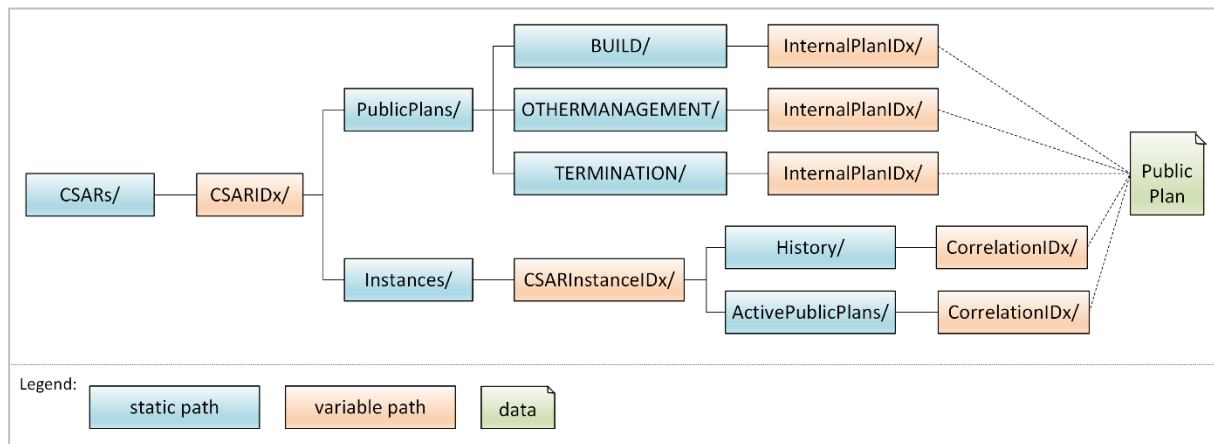 BUILD/
InternalPlanIDx/
PublicPlans/
OTHERMANAGEMENT/
InternalPlanIDx/
TERMINATION/
InternalPlanIDx/
CSARs/
CSARIDx/
Public
Plan
History/
CorrelationIDx/
Instances/
CSARInstanceIDx/
ActivePublicPlans/
CorrelationIDx/
Legend:
static path
variable path
data